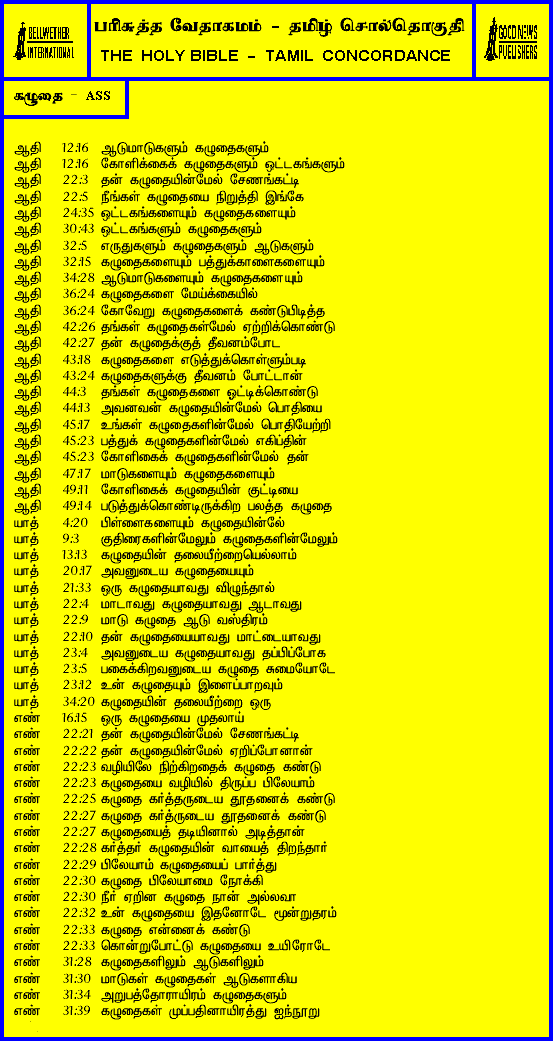 BELLWETHER
INTERNATIONAL
பரிசுத்த வேதாகமம் - தமிழ் சொல்தொகுதி
THE HOLY BIBLE - TAMIL CONCORDANCE
GOOD NEWS
PUBLISHERS
கழுதை - ASS
ஆதி 12:16 ஆடுமாடுகளும் கழுதைகளும்
ஆதி 12:16 கோளிக்கைக் கழுதைகளும் ஒட்டகங்களும்
ஆதி 22:3 தன் கழுதையின்மேல் சேணங்கட்டி
ஆதி 22:5 நீங்கள் கழுதையை நிறுத்தி இங்கே
ஆதி 24:35 ஒட்டகங்களையும் கழுதைகளையும்
ஆதி 30:43 ஒட்டகங்களும் கழுதைகளும்
ஆதி 32:5 எருதுகளும் கழுதைகளும் ஆடுகளும்
ஆதி 32:15 கழுதைகளையும் பத்துக்காளைகளையும்
ஆதி 34:28 ஆடுமாடுகளையும் கழுதைகளையும்
ஆதி 36:24 கழுதைகளை மேய்க்கையில்
ஆதி 36:24 கோவேறு கழுதைகளைக் கண்டுபிடித்த
ஆதி 42:26 தங்கள் கழுதைகள்மேல் ஏற்றிக்கொண்டு
ஆதி 42:27 தன் கழுதைக்குத் தீவனம்போட
ஆதி 43:18 கழுதைகளை எடுத்துக்கொள்ளும்படி
ஆதி 43:24 கழுதைகளுக்கு தீவனம் போட்டான்
ஆதி 44:3 தங்கள் கழுதைகளை ஓட்டிக்கொண்டு
ஆதி 44:13 அவனவன் கழுதையின்மேல் பொதியை
ஆதி 45:17 உங்கள் கழுதைகளின்மேல் பொதியேற்றி
ஆதி 45:23 பத்துக் கழுதைகளின்மேல் எகிப்தின்
ஆதி 45:23 கோளிகைக் கழுதைகளின்மேல் தன்
ஆதி 47:17 மாடுகளையும் கழுதைகளையும்
ஆதி 49:11 கோளிகைக் கழுதையின் குட்டியை
ஆதி 49:14 படுத்துக்கொண்டிருக்கிற பலத்த கழுதை
யாத் 4:20 பிள்ளைகளையும் கழுதையின்லே
யாத் 9:3 குதிரைகளின்மேலும் கழுதைகளின்மேலும்
யாத் 13:13 கழுதையின் தலையீற்றையெல்லாம்
யாத் 20:17 அவனுடைய கழுதையையும்
யாத் 21:33 ஒரு கழுதையாவது விழுந்தால்
யாத் 22:4 மாடாவது கழுதையாவது ஆடாவது
யாத் 22:9 மாடு கழுதை ஆடு வஸ்திரம்
யாத் 22:10 தன் கழுதையையாவது மாட்டையாவது
யாத் 23:4 அவனுடைய கழுதையாவது தப்பிப்போக
யாத் 23:5 பகைக்கிறவனுடைய கழுதை சுமையோடே
யாத் 23:12 உன் கழுதையும் இளைப்பாறவும்
யாத் 34:20 கழுதையின் தலையீற்றை ஒரு
எண் 16:15 ஒரு கழுதையை முதலாய்
எண் 22:21 தன் கழுதையின்மேல் சேணங்கட்டி
எண் 22:22 தன் கழுதையின்மேல் ஏறிப்போனான்
எண் 22:23 வழியிலே நிற்கிறதைக் கழுதை கண்டு
எண் 22:23 கழுதையை வழியில் திருப்ப பிலேயாம்
எண் 22:25 கழுதை கர்த்தருடைய தூதனைக் கண்டு
எண் 22:27 கழுதை கர்த்ருடைய தூதனைக் கண்டு
எண் 22:27 கழுதையைத் தடியினால் அடித்தான்
எண் 22:28 கர்த்தர் கழுதையின் வாயைத் திறந்தார்
எண் 22:29 பிலேயாம் கழுதையைப் பார்த்து
எண் 22:30 கழுதை பிலேயாமை நோக்கி
எண் 22:30 நீர் ஏறின கழுதை நான் அல்லவா
எண் 22:32 உன் கழுதையை இதனோடே மூன்றுதரம்
எண் 22:33 கழுதை என்னைக் கண்டு
எண் 22:33 கொன்றுபோட்டு கழுதையை உயிரோடே
எண் 31:28 கழுதைகளிலும் ஆடுகளிலும்
எண் 31:30 மாடுகள் கழுதைகள் ஆடுகளாகிய
எண் 31:34 அறுபத்தோராயிரம் கழுதைகளும்
எண் 31:39 கழுதைகள் முப்பதினாயிரத்து ஐந்நூறு